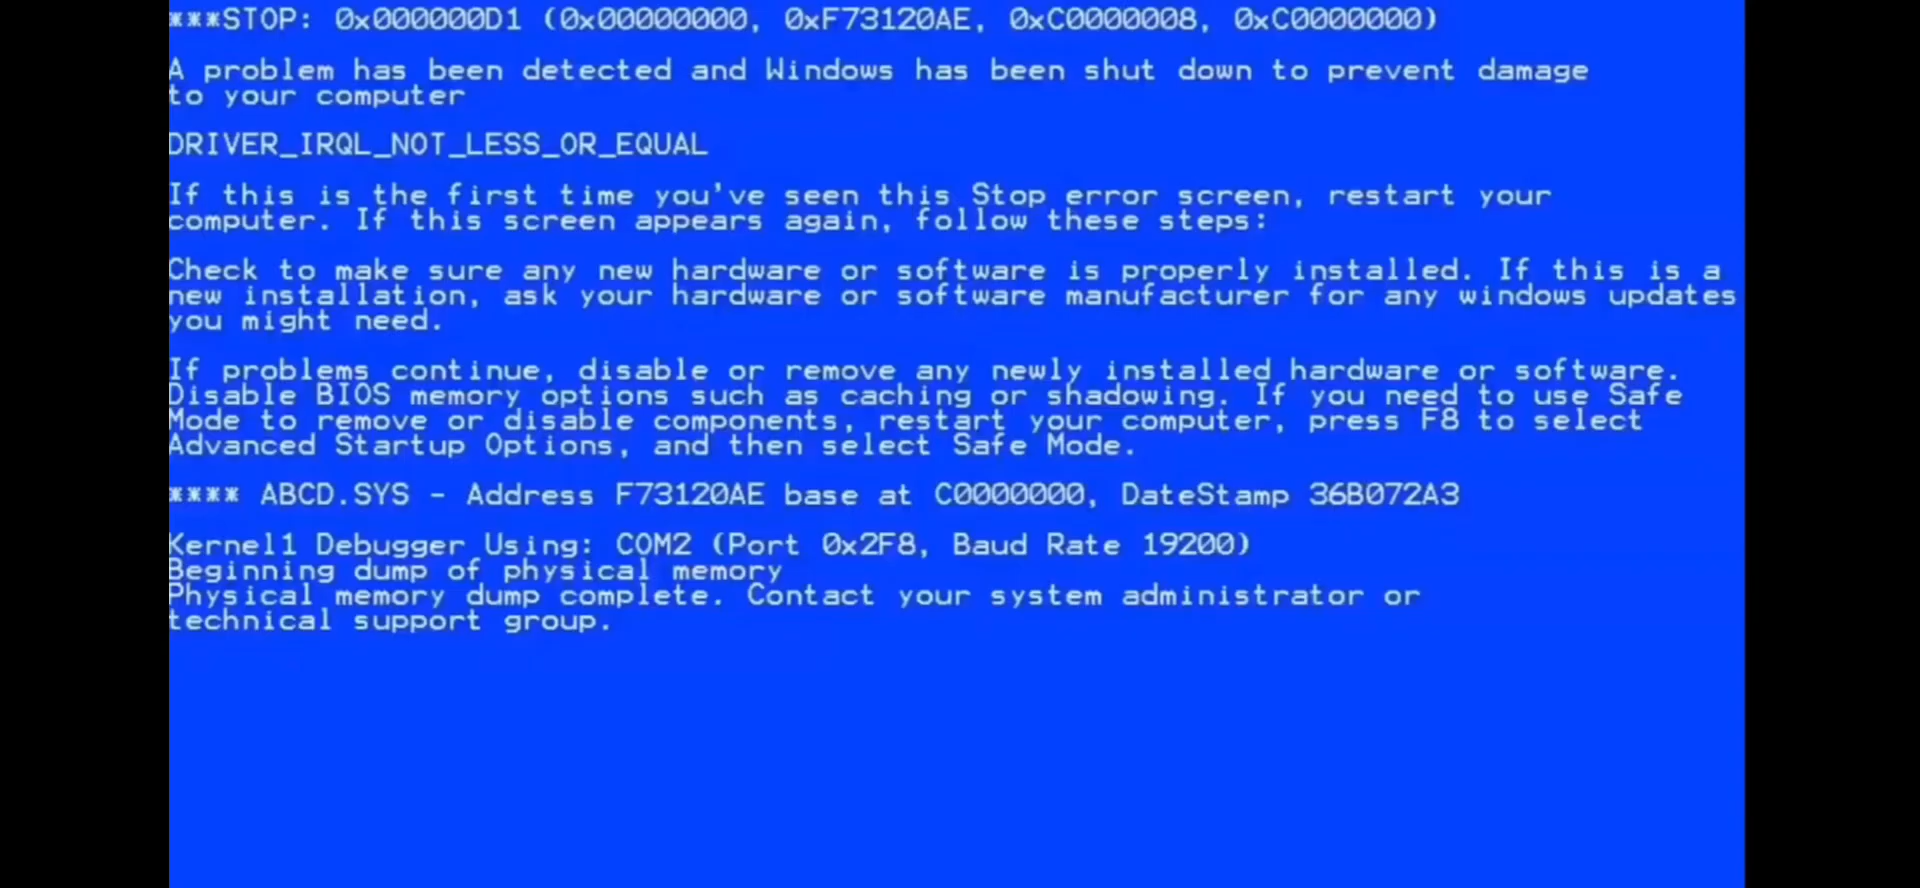 ***STOP: 0x000000D1 (0x00000000, 0xF73120AE, 0xC0000008, 0xC0000000)
A problem has been detected and Windows has been shut down to prevent damage
to your computer
DRIVER_IRQL_NOT_LESS_OR_EQUAL
If this is the first time you've seen this Stop error screen, restart your
computer. If this screen appears again, follow these steps:
Check to make sure any new hardware or software is properly installed. If this is a
new installation, ask your hardware or software manufacturer for any windows updates
you might need.
If problems continue, disable or remove any newly installed hardware or software.
Disable BIOS memory options such as caching or shadowing. If you need to use Safe
Mode to remove or disable components, restart your computer, press F8 to select
Advanced Startup Options, and then select Safe Mode.
**** ABCD.SYS - Address F73120AE base at C0000000, DateStamp 36B072A3
Kernel1 Debugger Using: COM2 (Port 0x2F8, Baud Rate 19200)
Beginning dump of physical memory
Physical memory dump complete. Contact your system administrator or
technical support group.